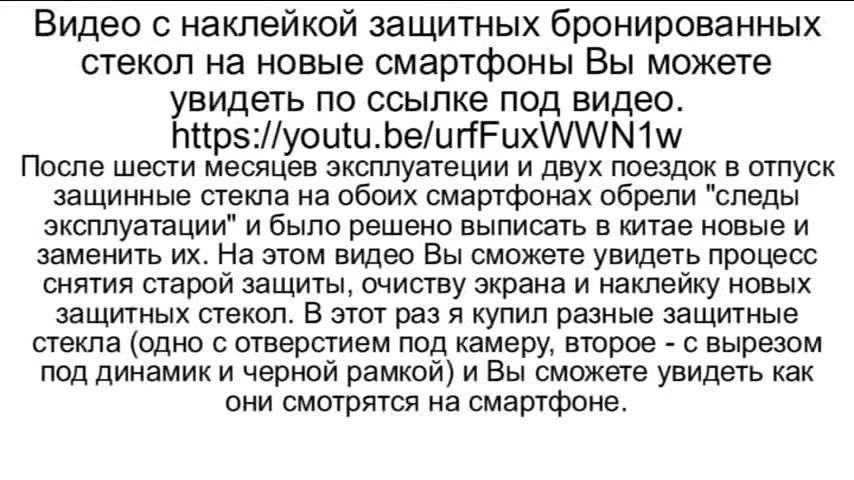 Видео с наклейкой защитных бронированных
стекол на новые смартфоны Вы можете
увидеть по ссылке под видео.
https://youtu.be/urfFuxWWN1w
После шести месяцев эксплуатеции и двух поездок в отпуск
защинные стекла на обоих смартфонах обрели "следы
эксплуатации" и было решено выписать в китае новые и
заменить их. На этом видео Вы сможете увидеть процесс
снятия старой защиты, очиству экрана и наклейку новых
защитных стекол. В этот раз я купил разные защитные
стекла (одно с отверстием под камеру, второе - с вырезом
под динамик и черной рамкой) и Вы сможете увидеть как
они смотрятся на смартфоне.